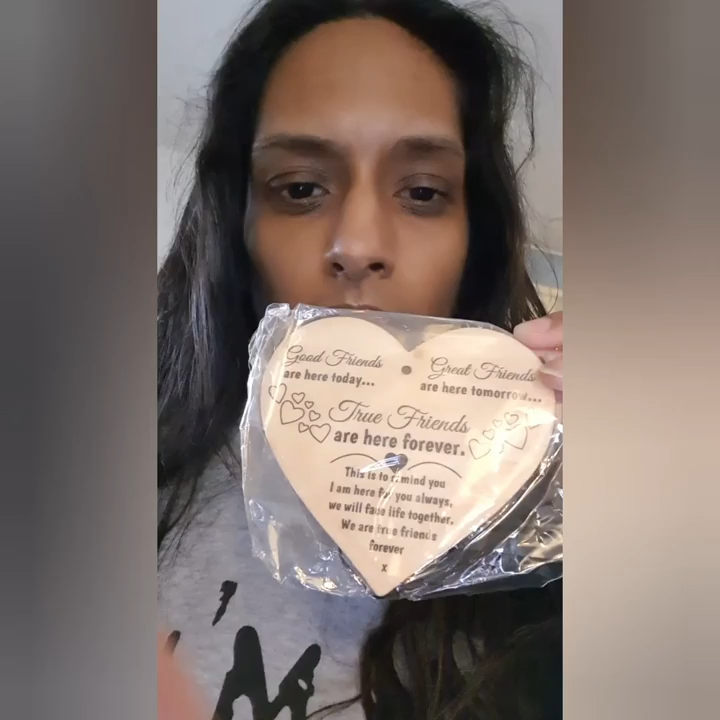 Good Friends
are here today...
Great Friends
are here tomorrow...
True Friends
are here forever.
This is to remind you
I am here for you always,
we will face life together.
We are true friends
forever
x
I'M